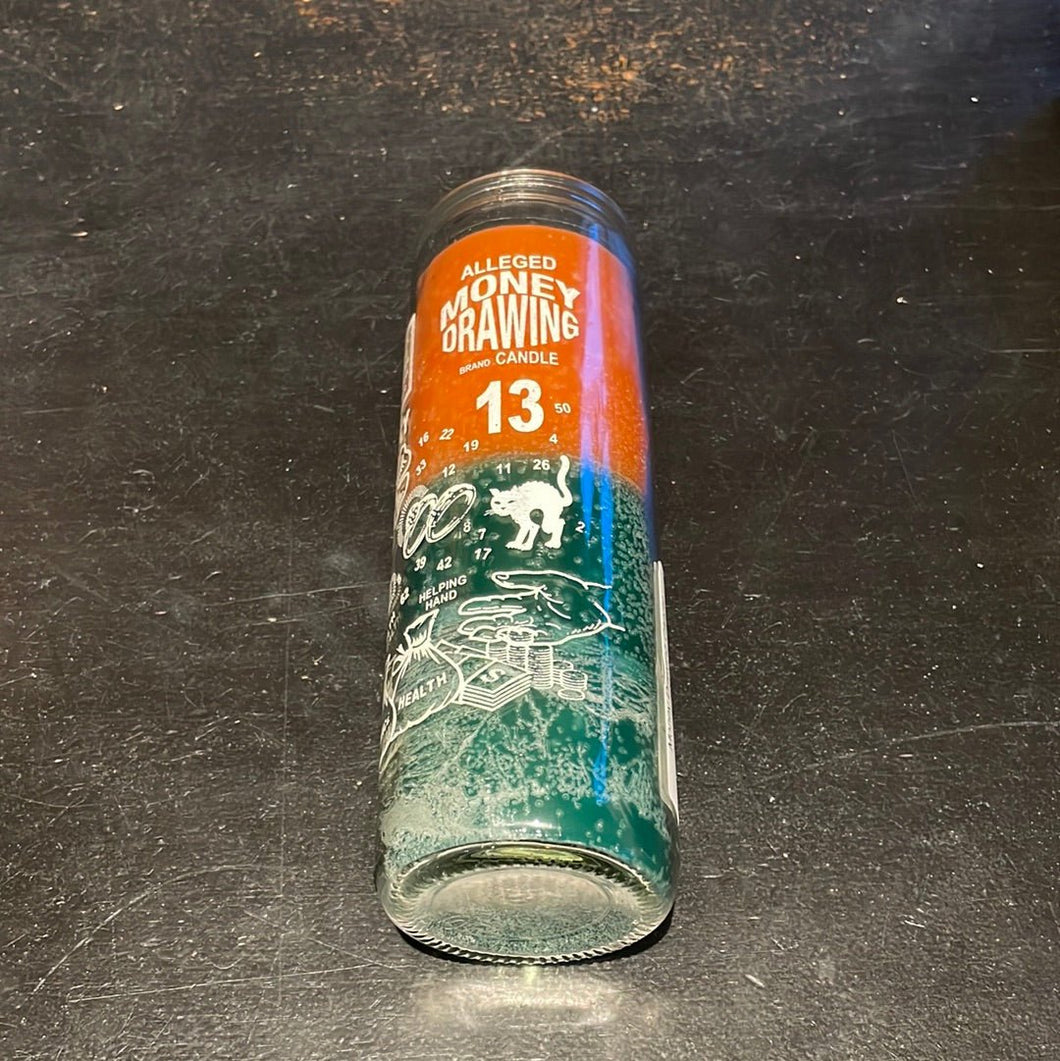 ALLEGED
MONEY
DRAWING
BRAND CANDLE
13 50
16 22 19 4
33 12 11 26
8 7 2
39 42 17
HELPING
HAND
62
HEALTH
$